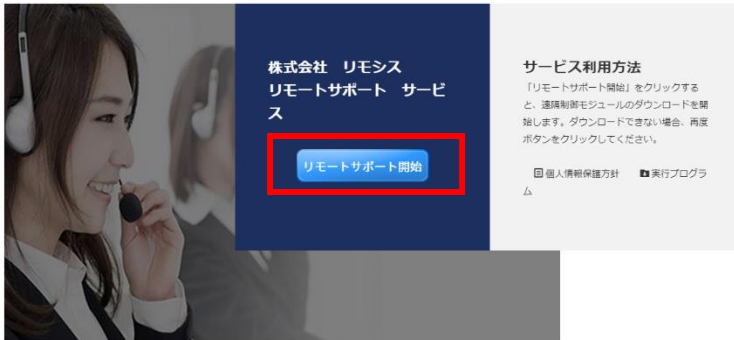 株式会社　リモシス
リモートサポート　サービ
ス
リモートサポート開始
サービス利用方法
「リモートサポート開始」をクリックする
と、遠隔制御モジュールのダウンロードを開
始します。ダウンロードできない場合、再度
ボタンをクリックしてください。
個人情報保護方針　実行プログラ
ム